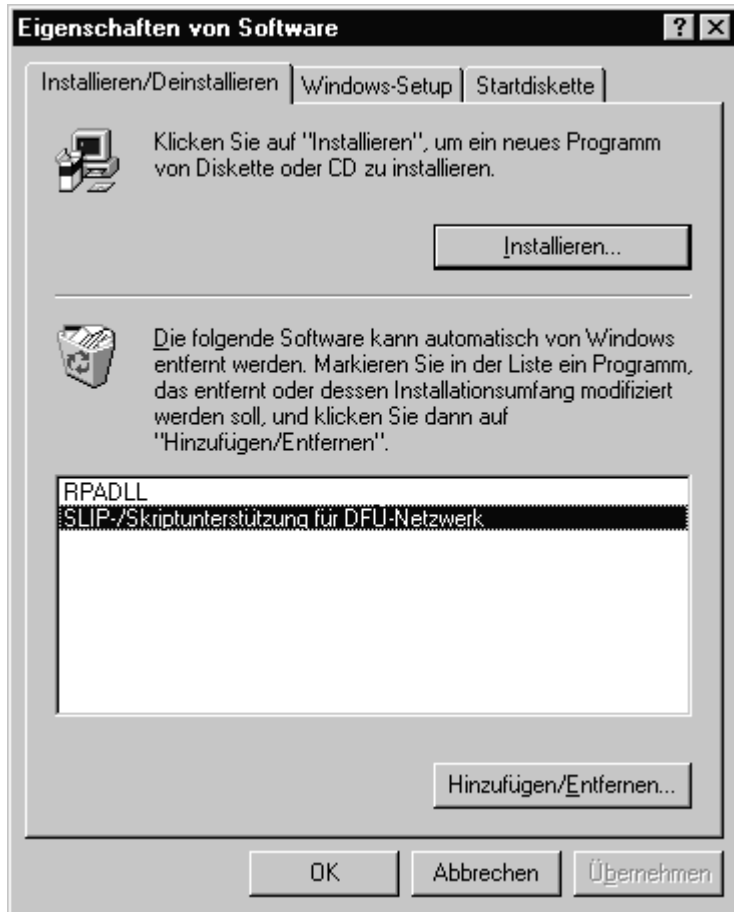 Eigenschaften von Software
Installieren/Deinstallieren
Windows-Setup
Startdiskette
Klicken Sie auf "Installieren", um ein neues Programm
von Diskette oder CD zu installieren.
Installieren...
Die folgende Software kann automatisch von Windows
entfernt werden. Markieren Sie in der Liste ein Programm,
das entfernt oder dessen Installationsumfang modifiziert
werden soll, und klicken Sie dann auf
"Hinzufügen/Entfernen".
RPADLL
SLIP-/Skriptunterstützung für DFÜ-Netzwerk
Hinzufügen/Entfernen...
OK
Abbrechen
Übernehmen